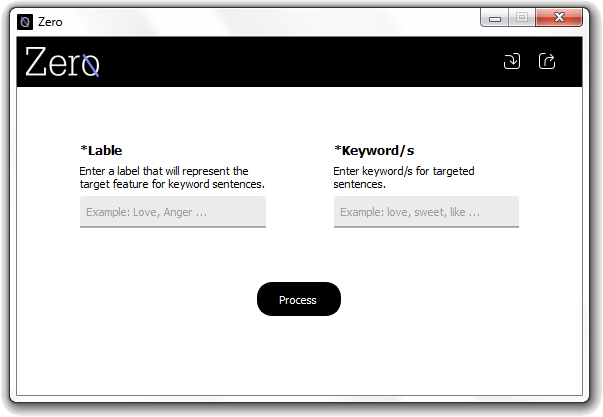 Zero
Zero
*Lable
Enter a label that will represent the
target feature for keyword sentences.
Example: Love, Anger ...
*Keyword/s
Enter keyword/s for targeted
sentences.
Example: love, sweet, like ...
Process